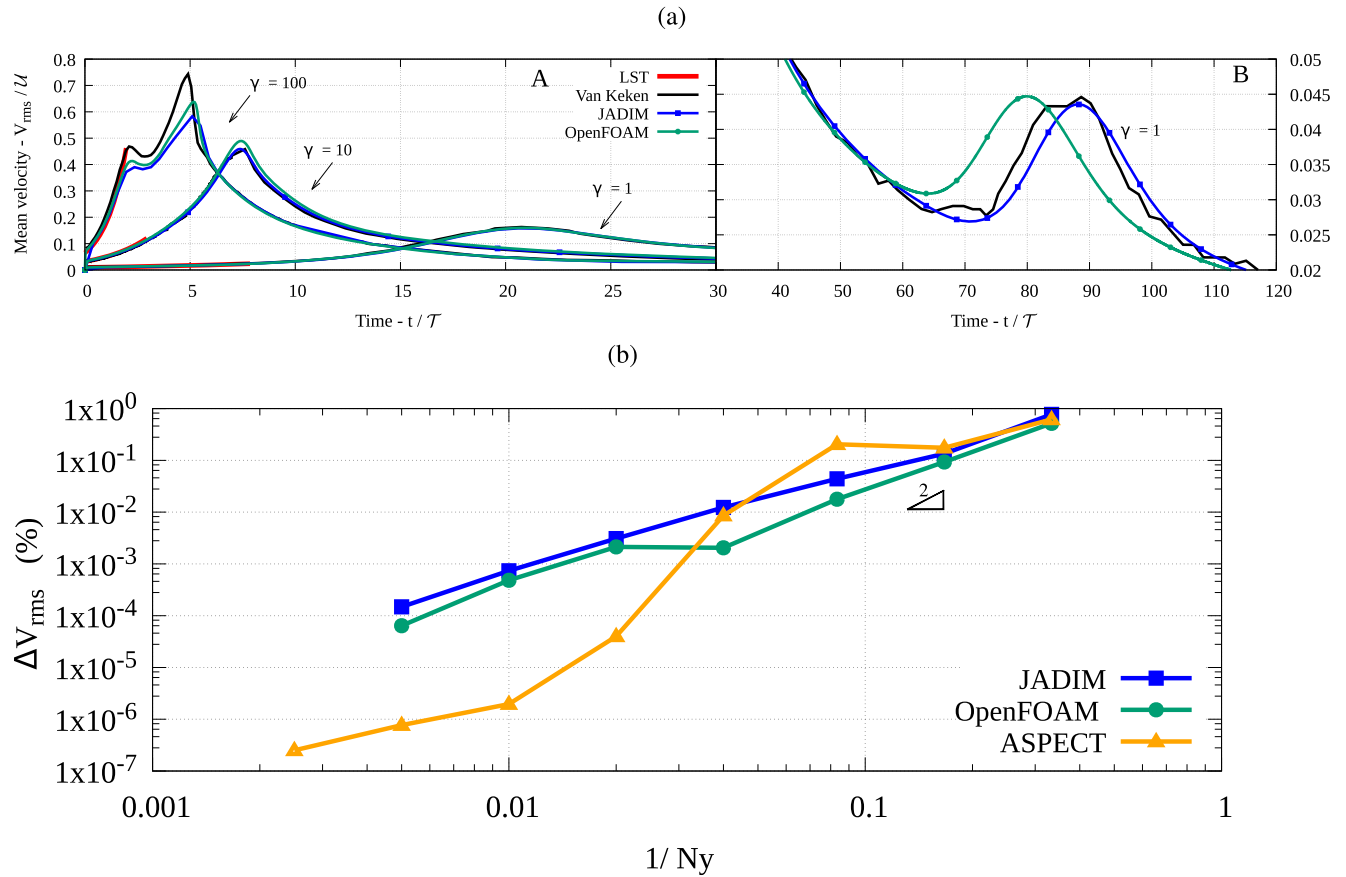 (a)
Mean velocity - Vrms / 𝒰
0.8
0.7
0.6
0.5
0.4
0.3
0.2
0.1
0
A
γ = 100
γ = 10
γ = 1
LST
Van Keken
JADIM
OpenFOAM
0 5 10 15 20 25 30
Time - t / 𝒯
B
γ = 1
0.05
0.045
0.04
0.035
0.03
0.025
0.02
40 50 60 70 80 90 100 110 120
Time - t / 𝒯
(b)
ΔVrms (%)
1x10^0
1x10^-1
1x10^-2
1x10^-3
1x10^-4
1x10^-5
1x10^-6
1x10^-7
2
JADIM
OpenFOAM
ASPECT
0.001 0.01 0.1 1
1/ Ny